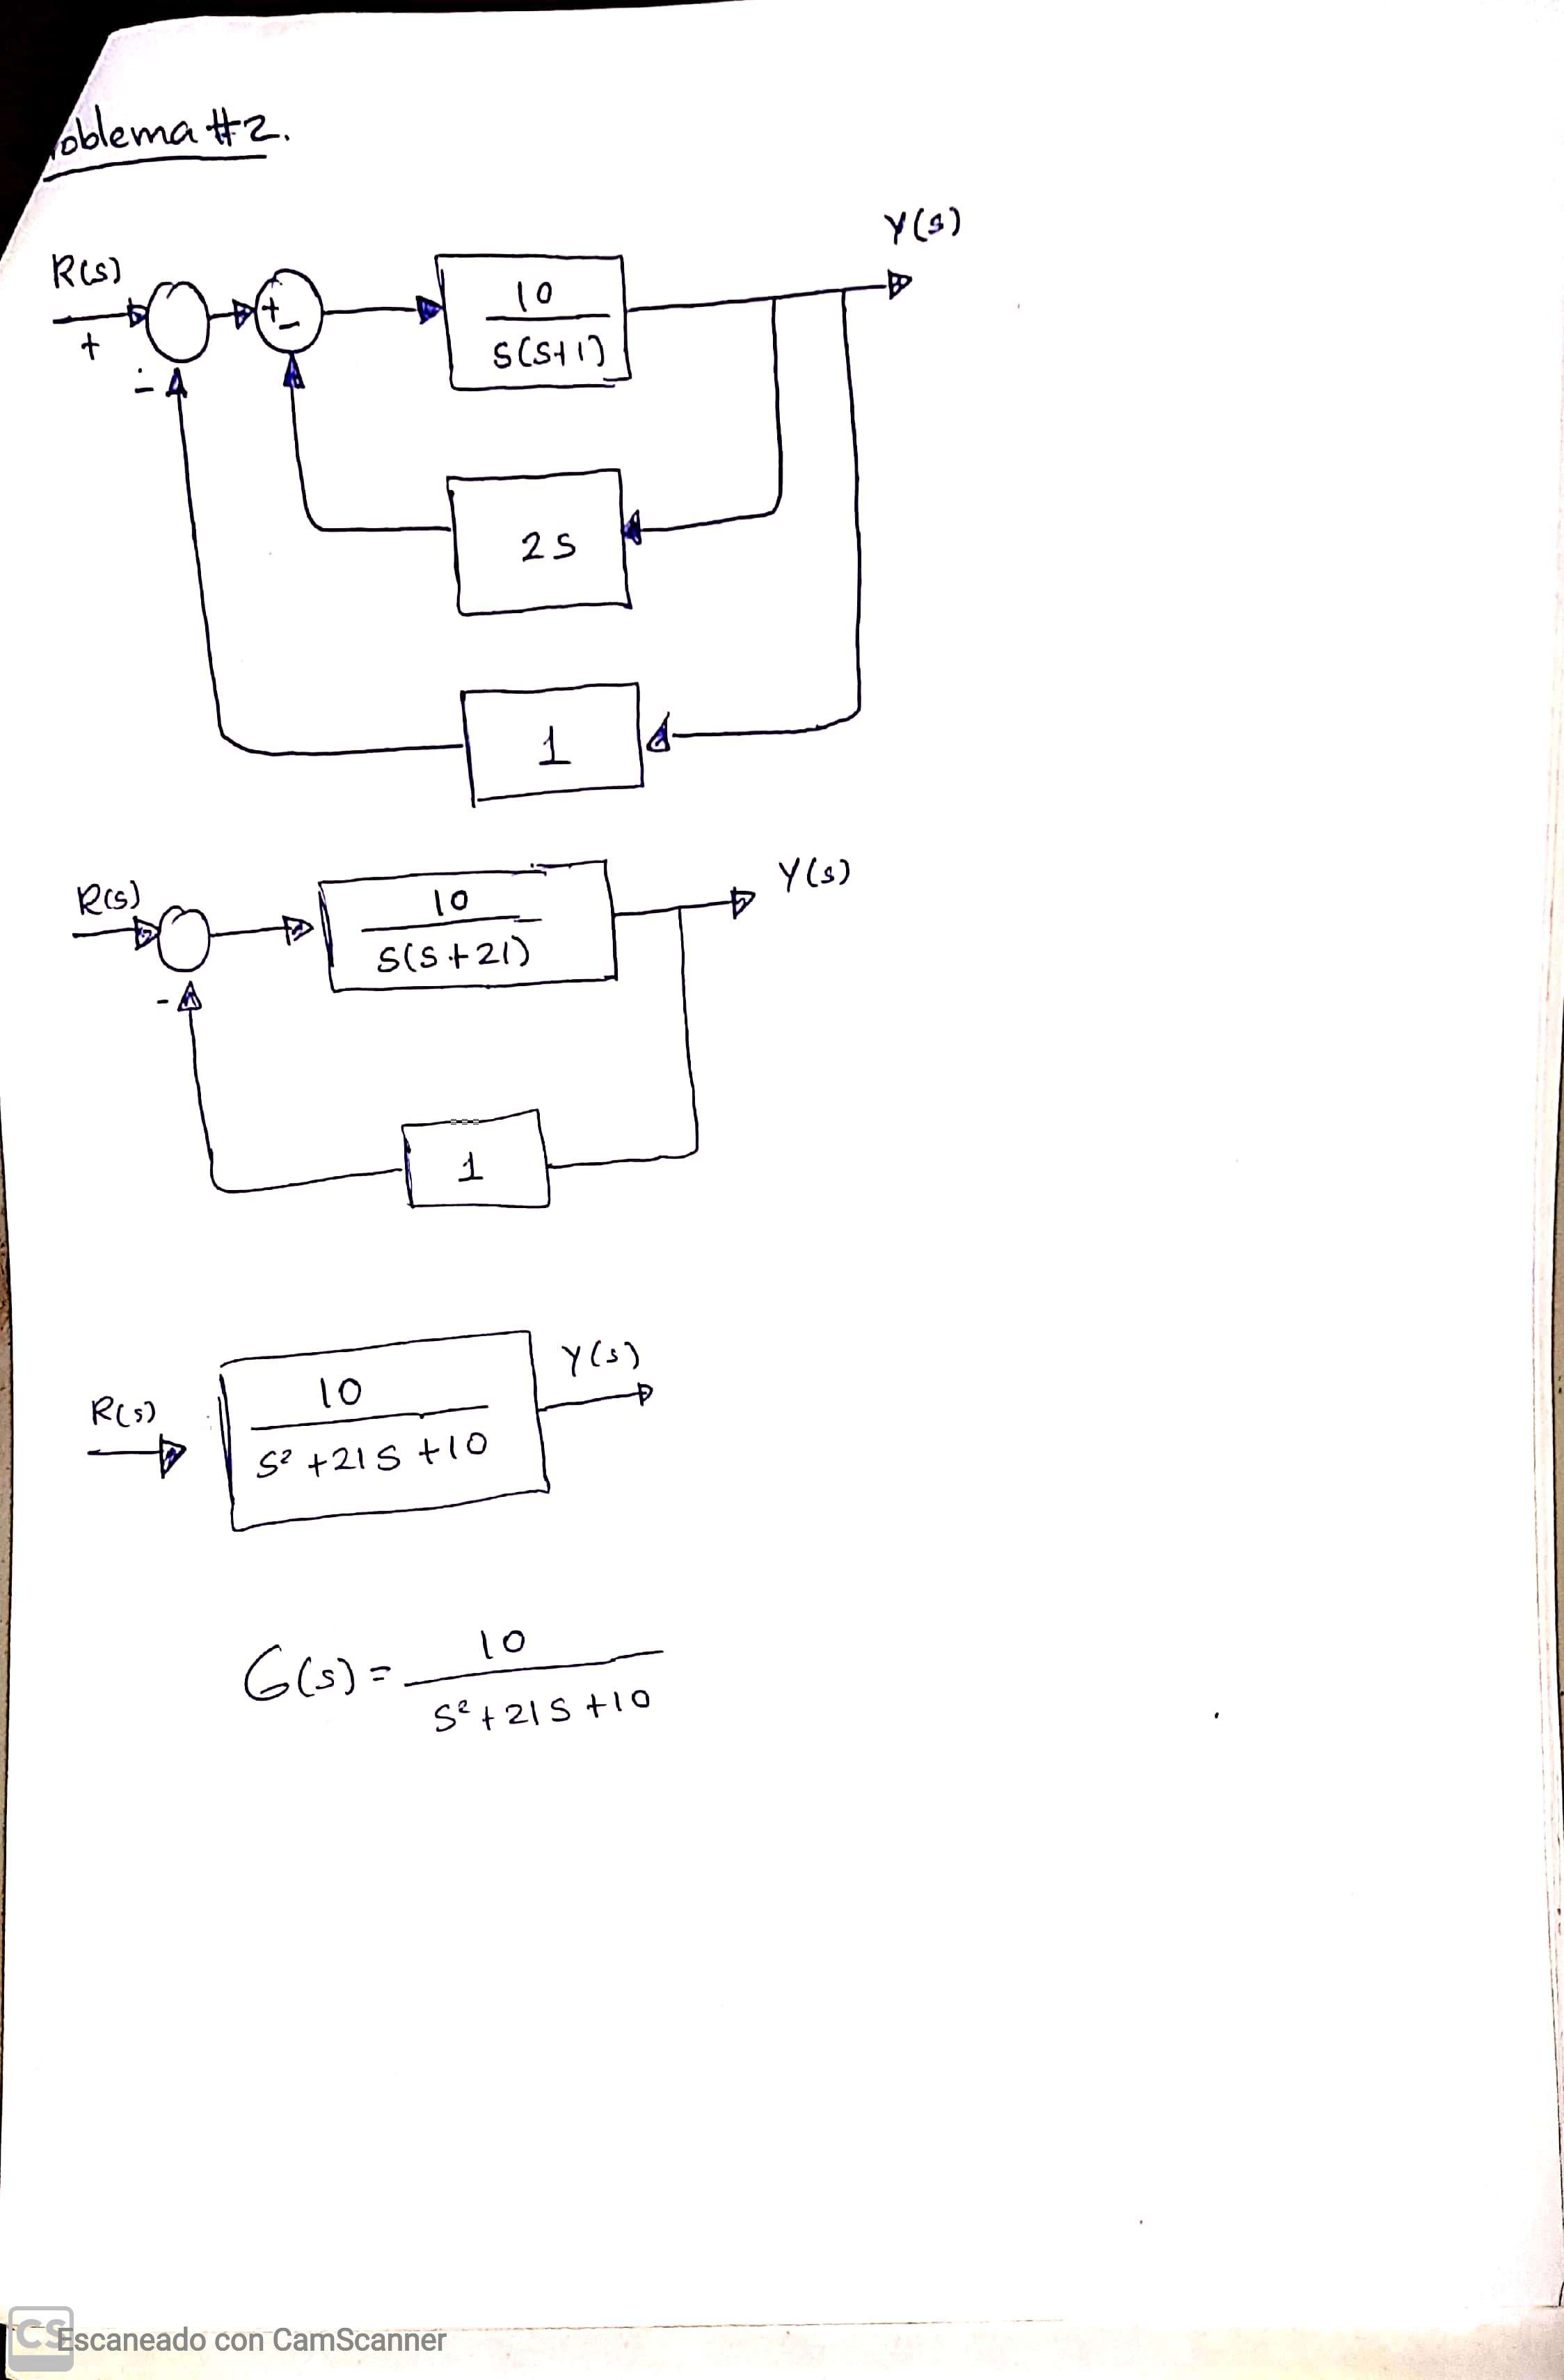 oblema #2.
Y(s)
R(s)
+
-
+
-
10
s(s+1)
2s
1
R(s)
Y(s)
10
s(s+21)
-
1
R(s)
Y(s)
10
s² +21s +10
G(s) = 10
s²+21s+10
CS Escaneado con CamScanner